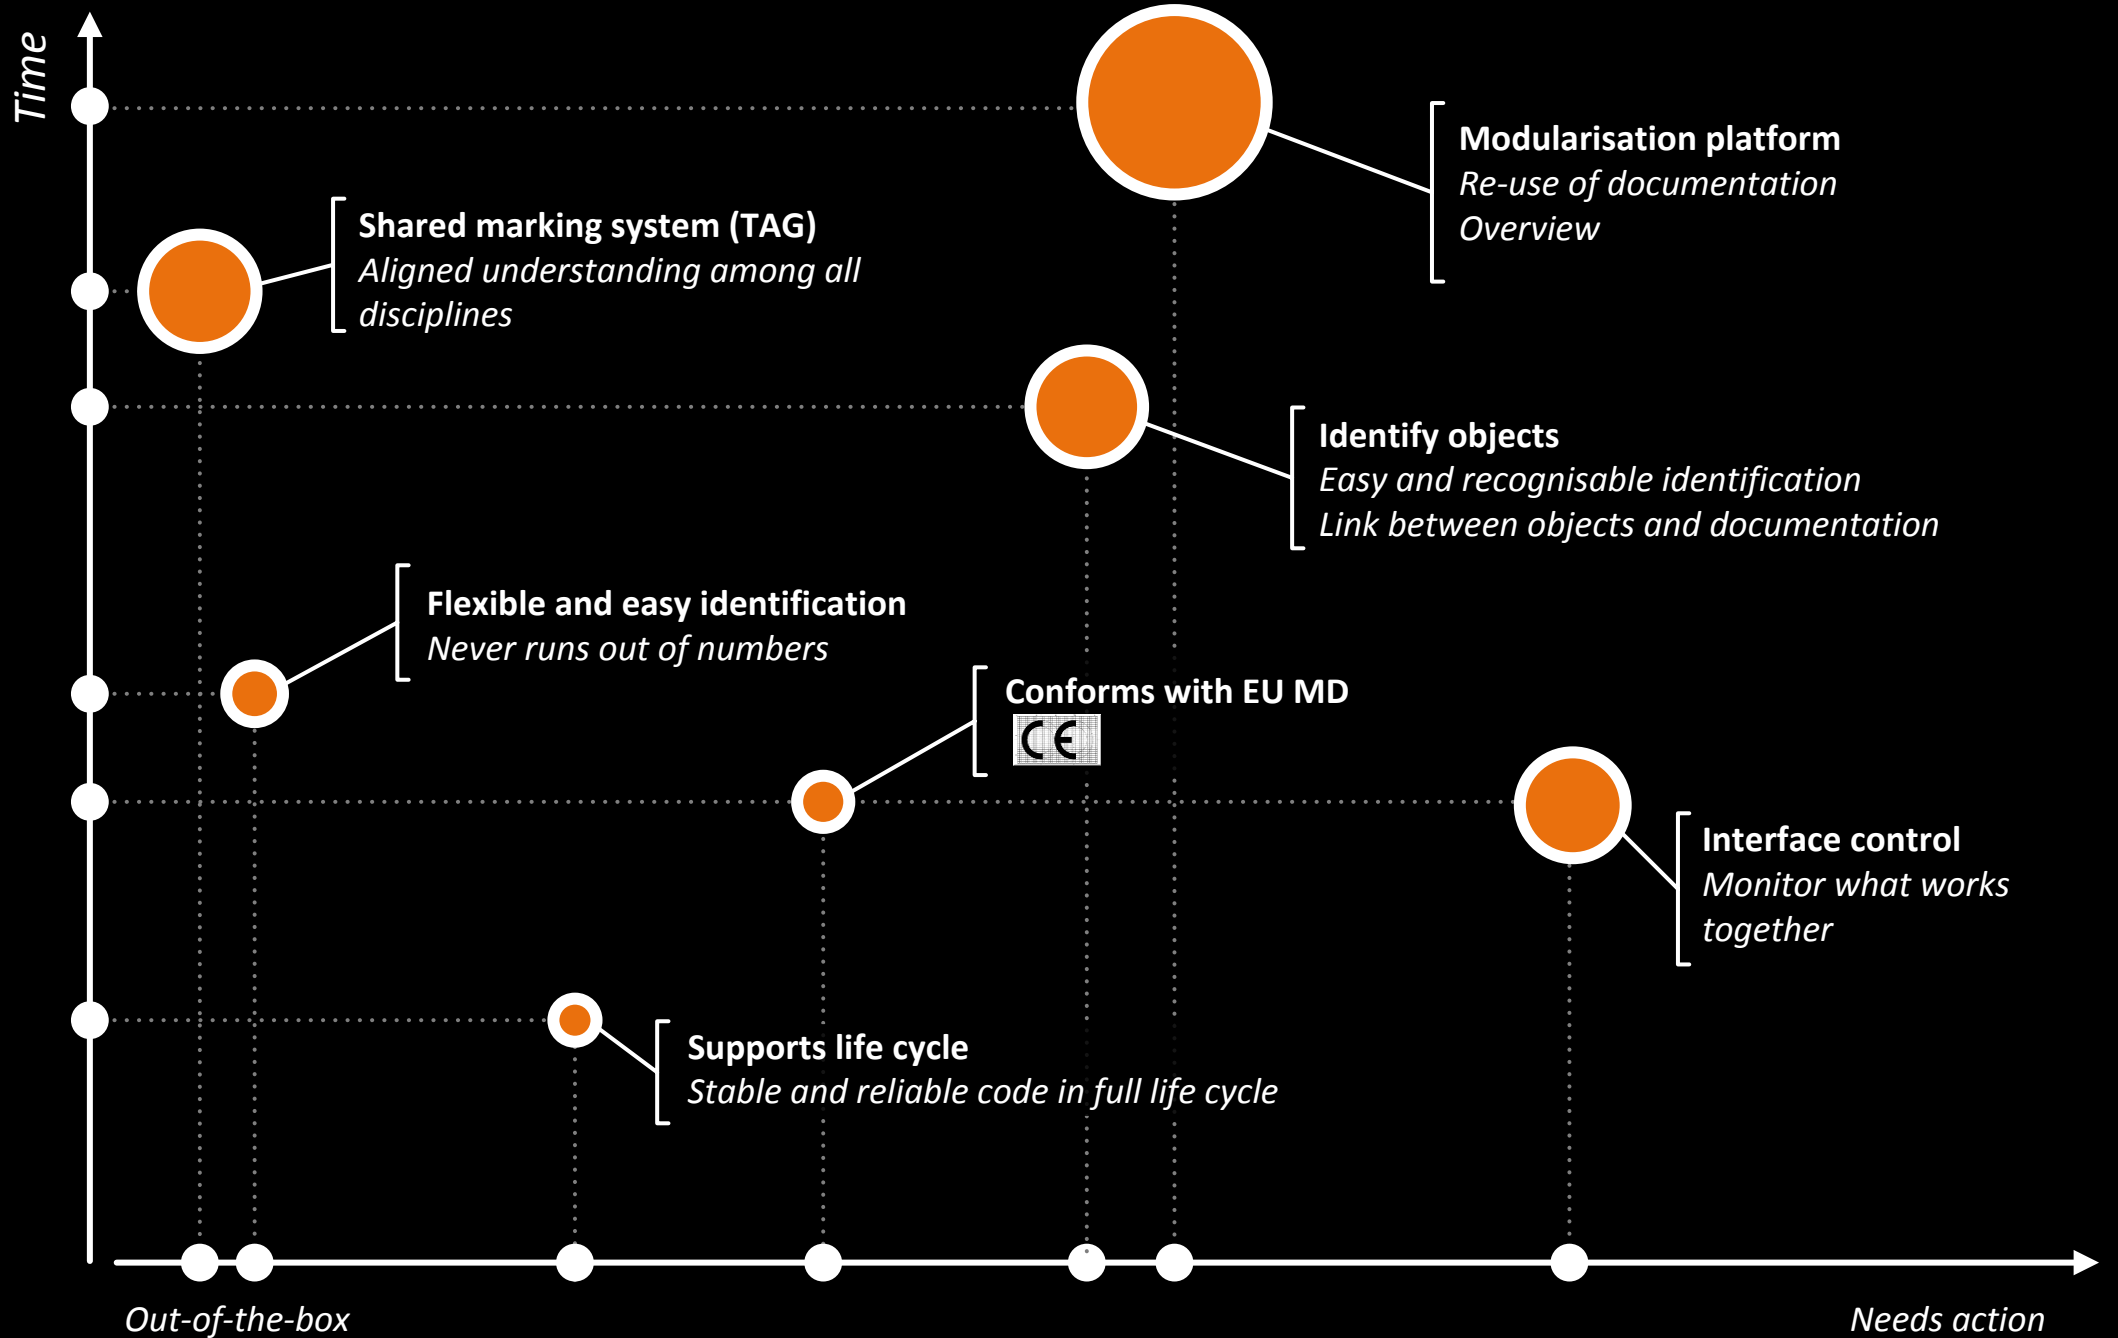 Time
Modularisation platform
Re-use of documentation
Overview
Shared marking system (TAG)
Aligned understanding among all
disciplines
Identify objects
Easy and recognisable identification
Link between objects and documentation
Flexible and easy identification
Never runs out of numbers
Conforms with EU MD
CE
Interface control
Monitor what works
together
Supports life cycle
Stable and reliable code in full life cycle
Out-of-the-box
Needs action